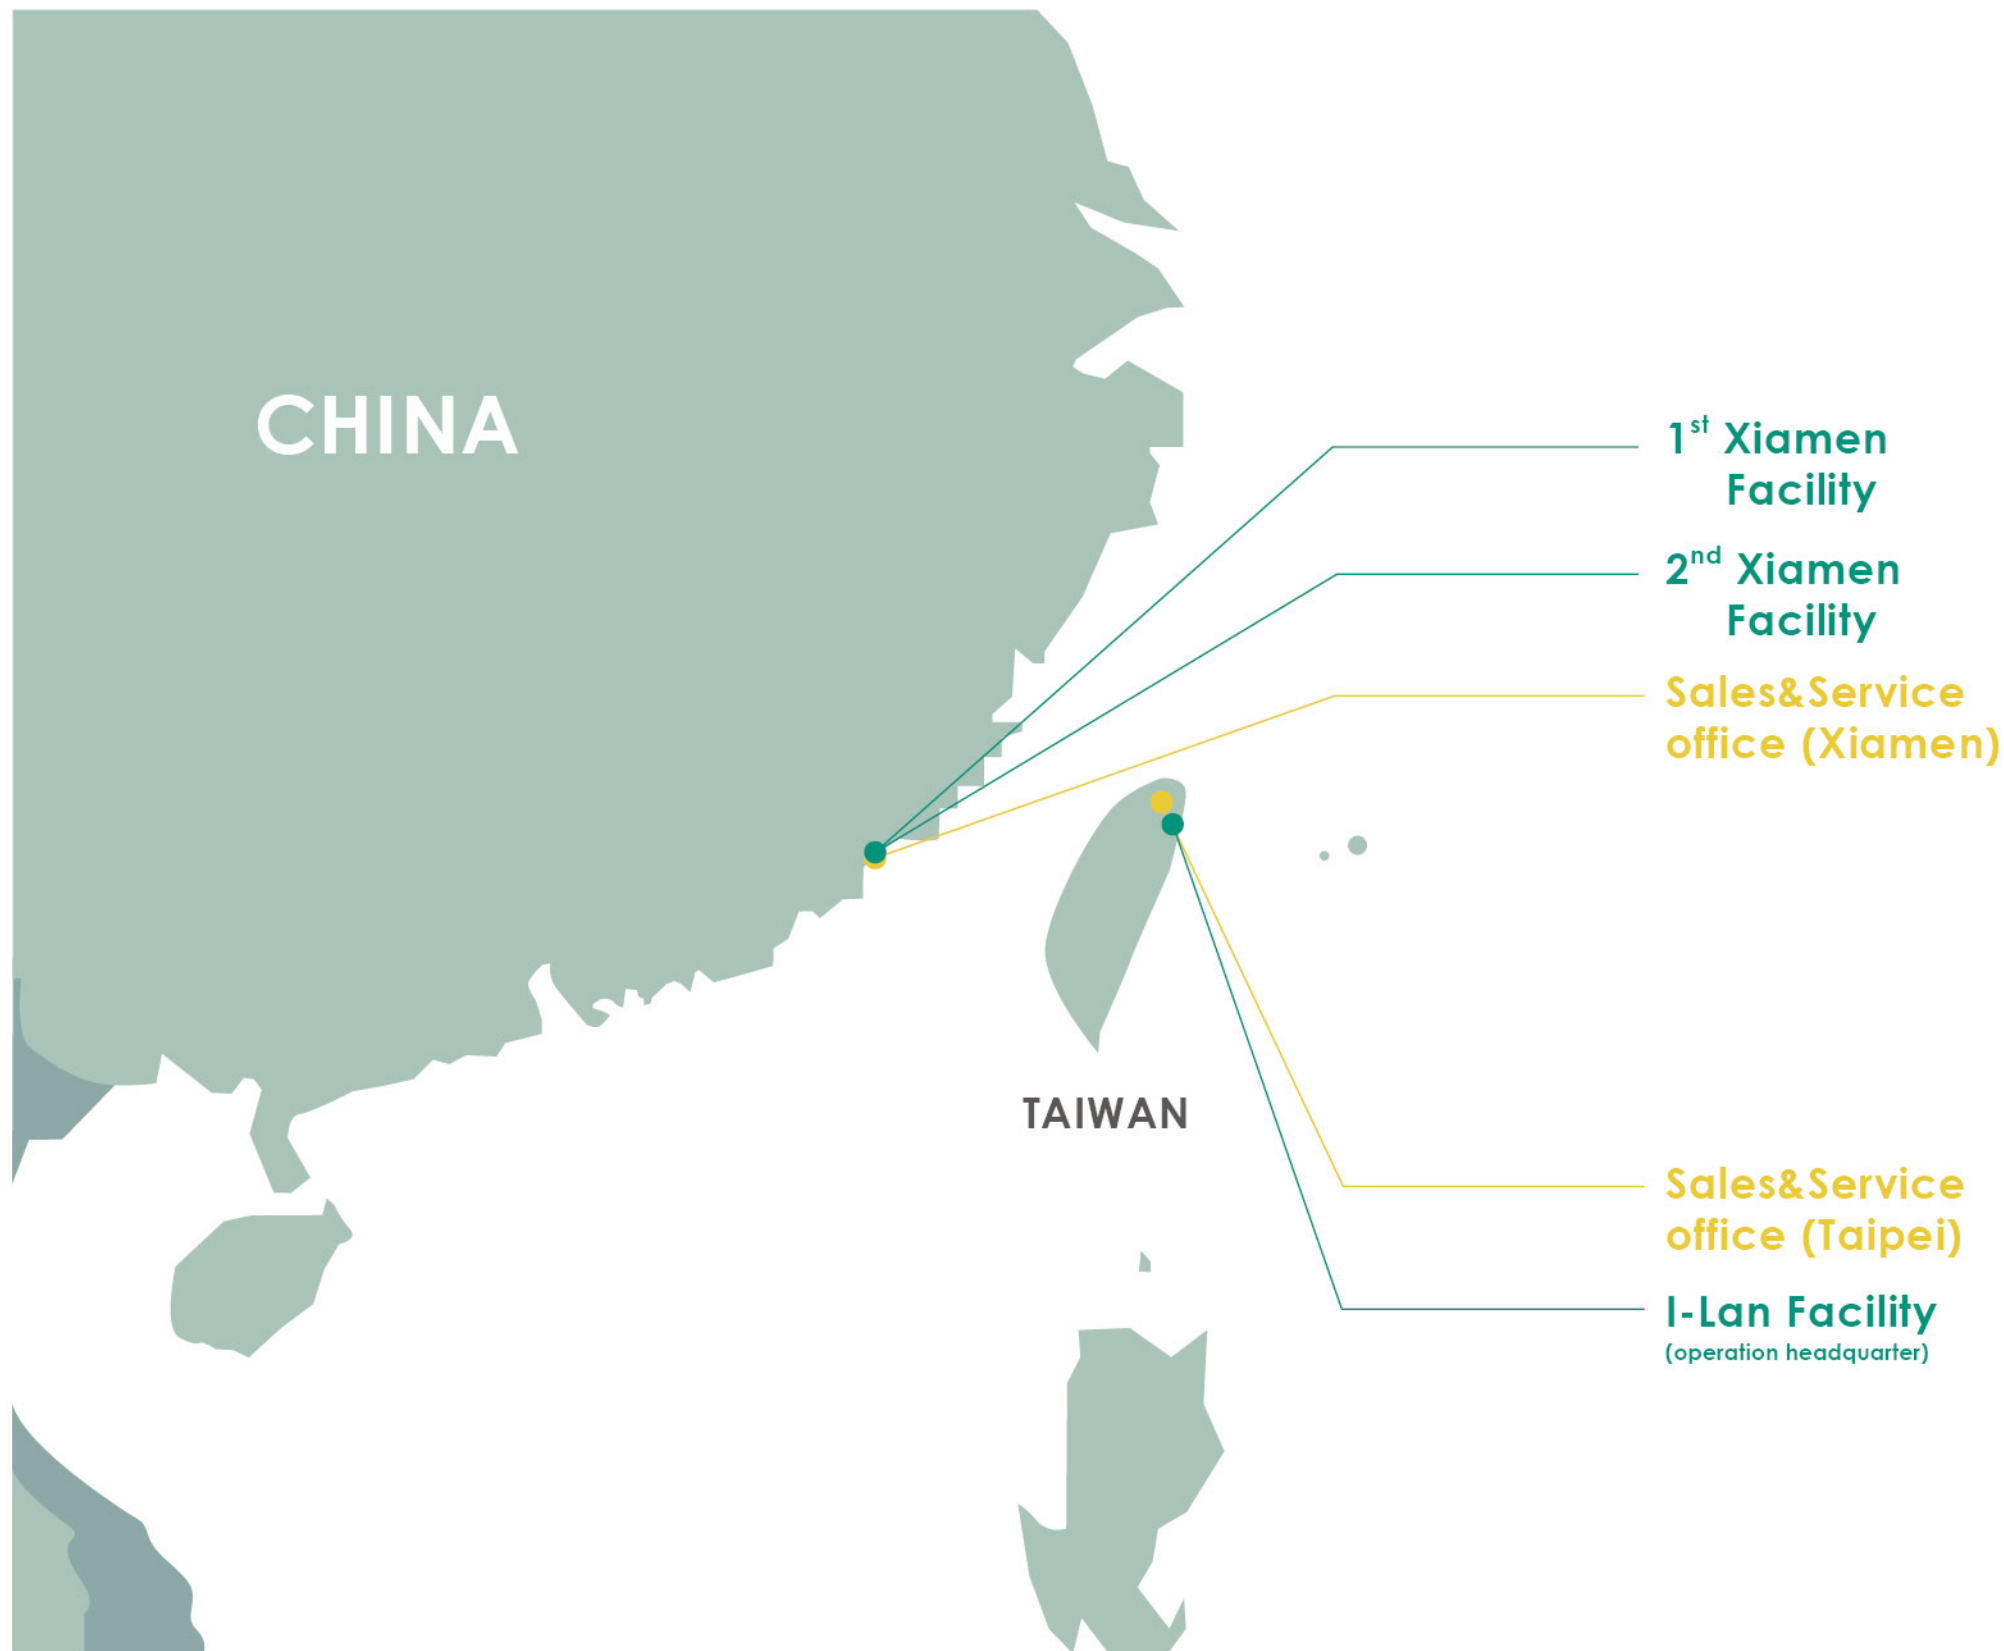 CHINA
1st Xiamen
Facility
2nd Xiamen
Facility
Sales&Service
office (Xiamen)
TAIWAN
Sales&Service
office (Taipei)
I-Lan Facility
(operation headquarter)